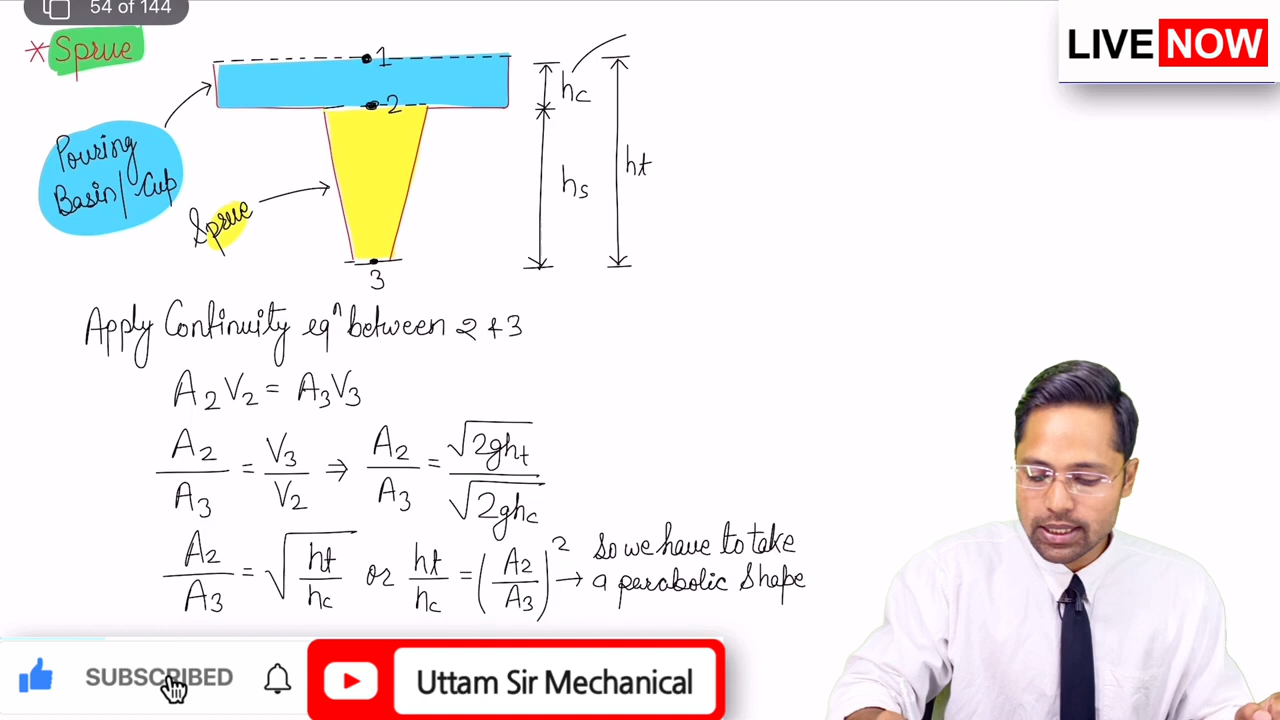 54 of 144
LIVE NOW
* Sprue
1
2
hc
ht
hs
Pouring
Basin/ Cup
Sprue
3
Apply Continuity eqⁿ between 2 & 3
A₂V₂ = A₃V₃
A₂/A₃ = V₃/V₂ ⇒ A₂/A₃ = √2ght/√2ghc
A₂/A₃ = √ht/hc or ht/hc = (A₂/A₃)² → So we have to take
a parabolic Shape
SUBSCRIBED
Uttam Sir Mechanical